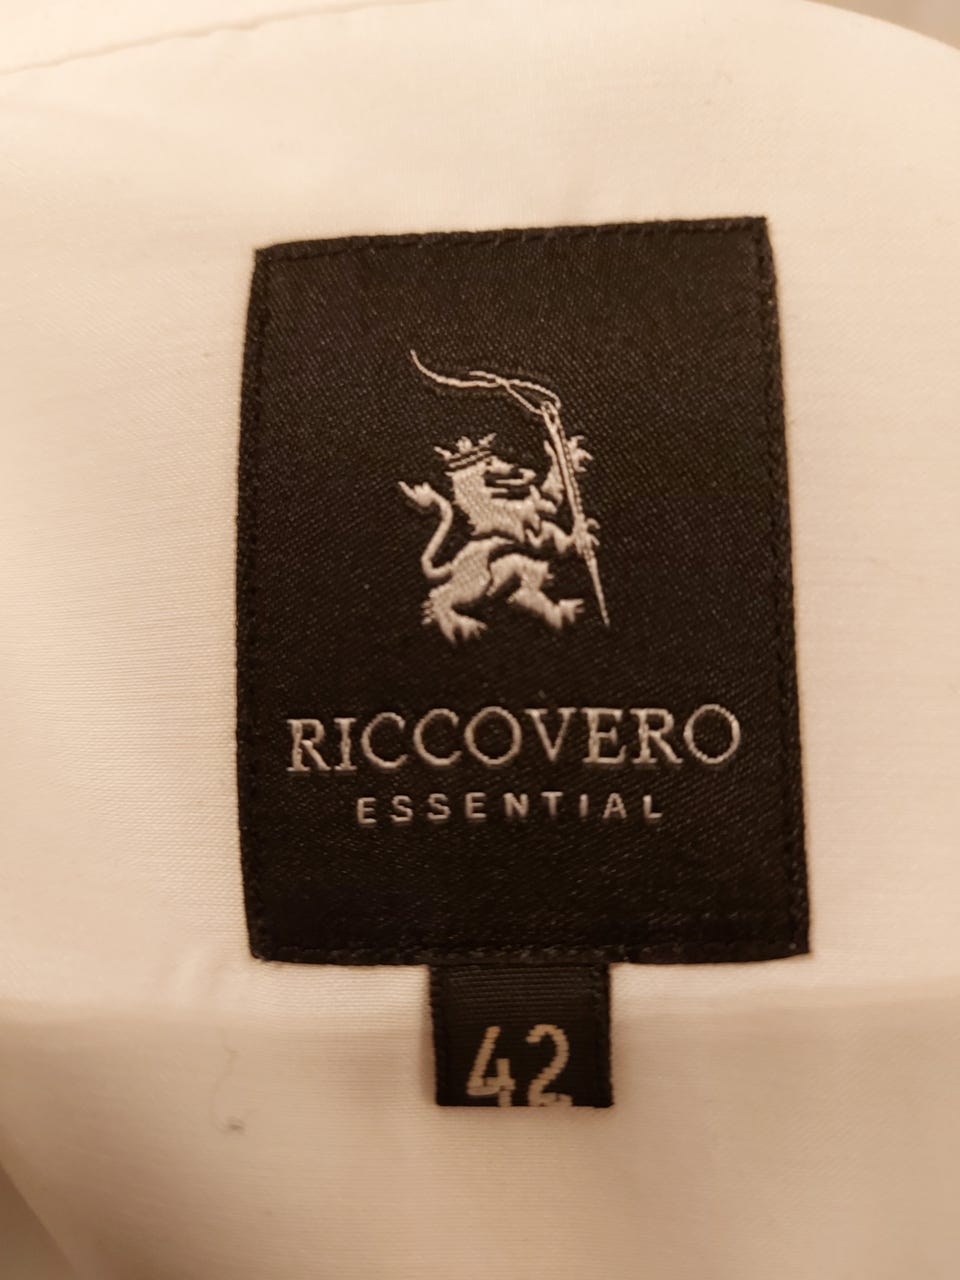 RICCOVERO
ESSENTIAL
42